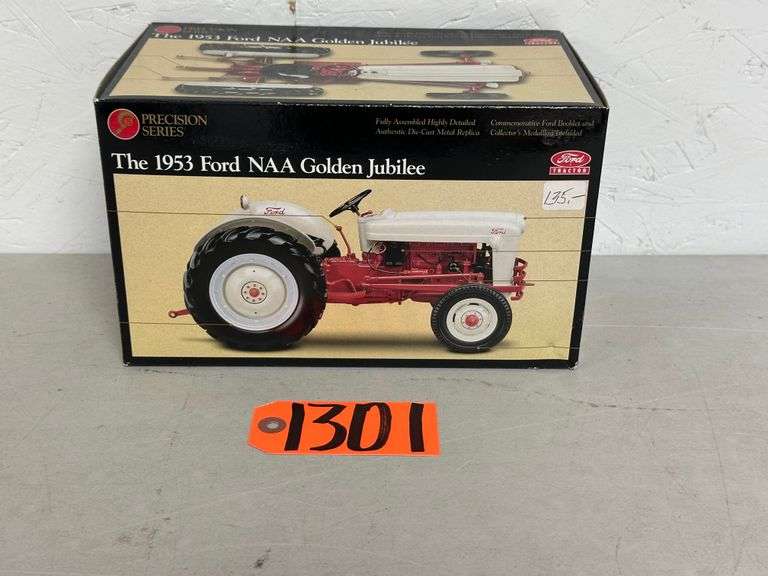 The 1953 Ford NAA Golden Jubilee
PRECISION
SERIES
Fully Assembled Highly Detailed
Authentic Die-Cast Metal Replica
Commemorative Ford Booklet and
Collector's Medallion Included
The 1953 Ford NAA Golden Jubilee
Ford
TRACTOR
135.-
Ford
Ford
1301